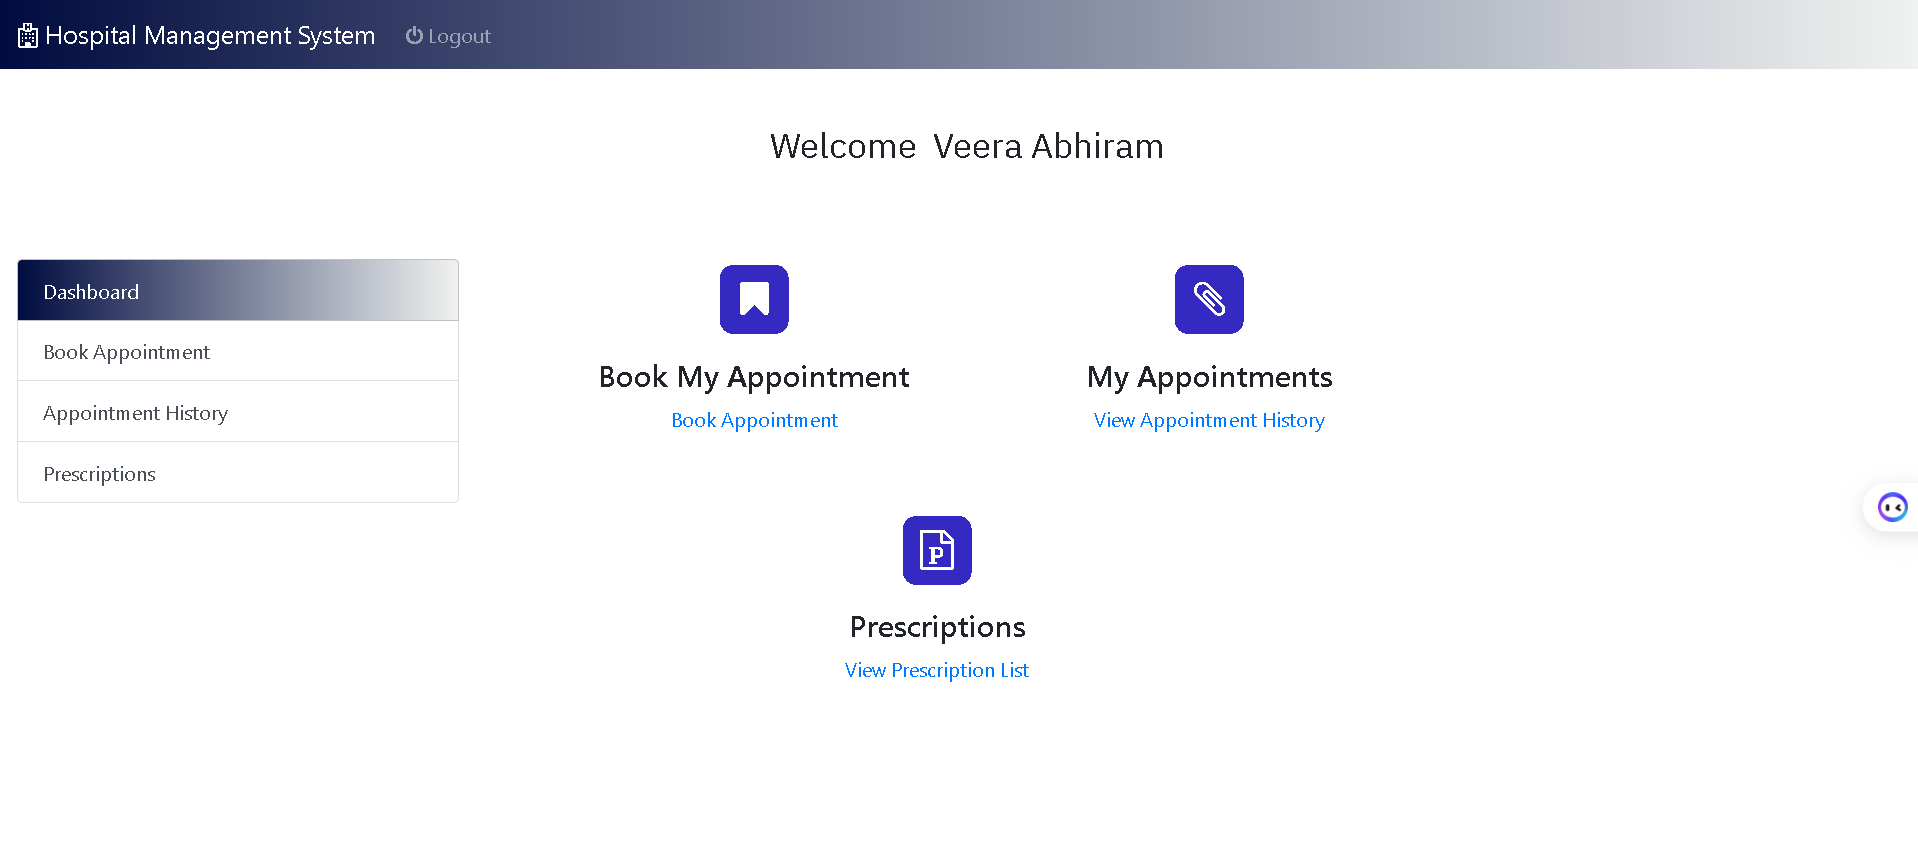 Hospital Management System Logout
Welcome Veera Abhiram
Dashboard
Book Appointment
Appointment History
Prescriptions
Book My Appointment
Book Appointment
My Appointments
View Appointment History
P
Prescriptions
View Prescription List